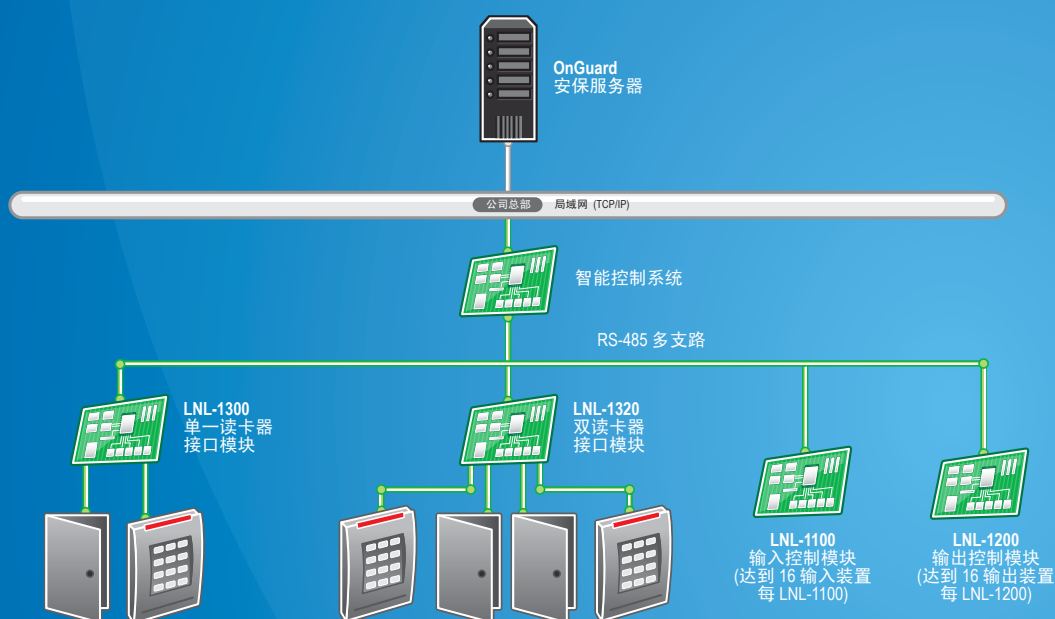 OnGuard
安保服务器
公司总部 局域网 (TCP/IP)
智能控制系统
RS-485 多支路
LNL-1300
单一读卡器
接口模块
LNL-1320
双读卡器
接口模块
LNL-1100
输入控制模块
(达到 16 输入装置
每 LNL-1100)
LNL-1200
输出控制模块
(达到 16 输出装置
每 LNL-1200)